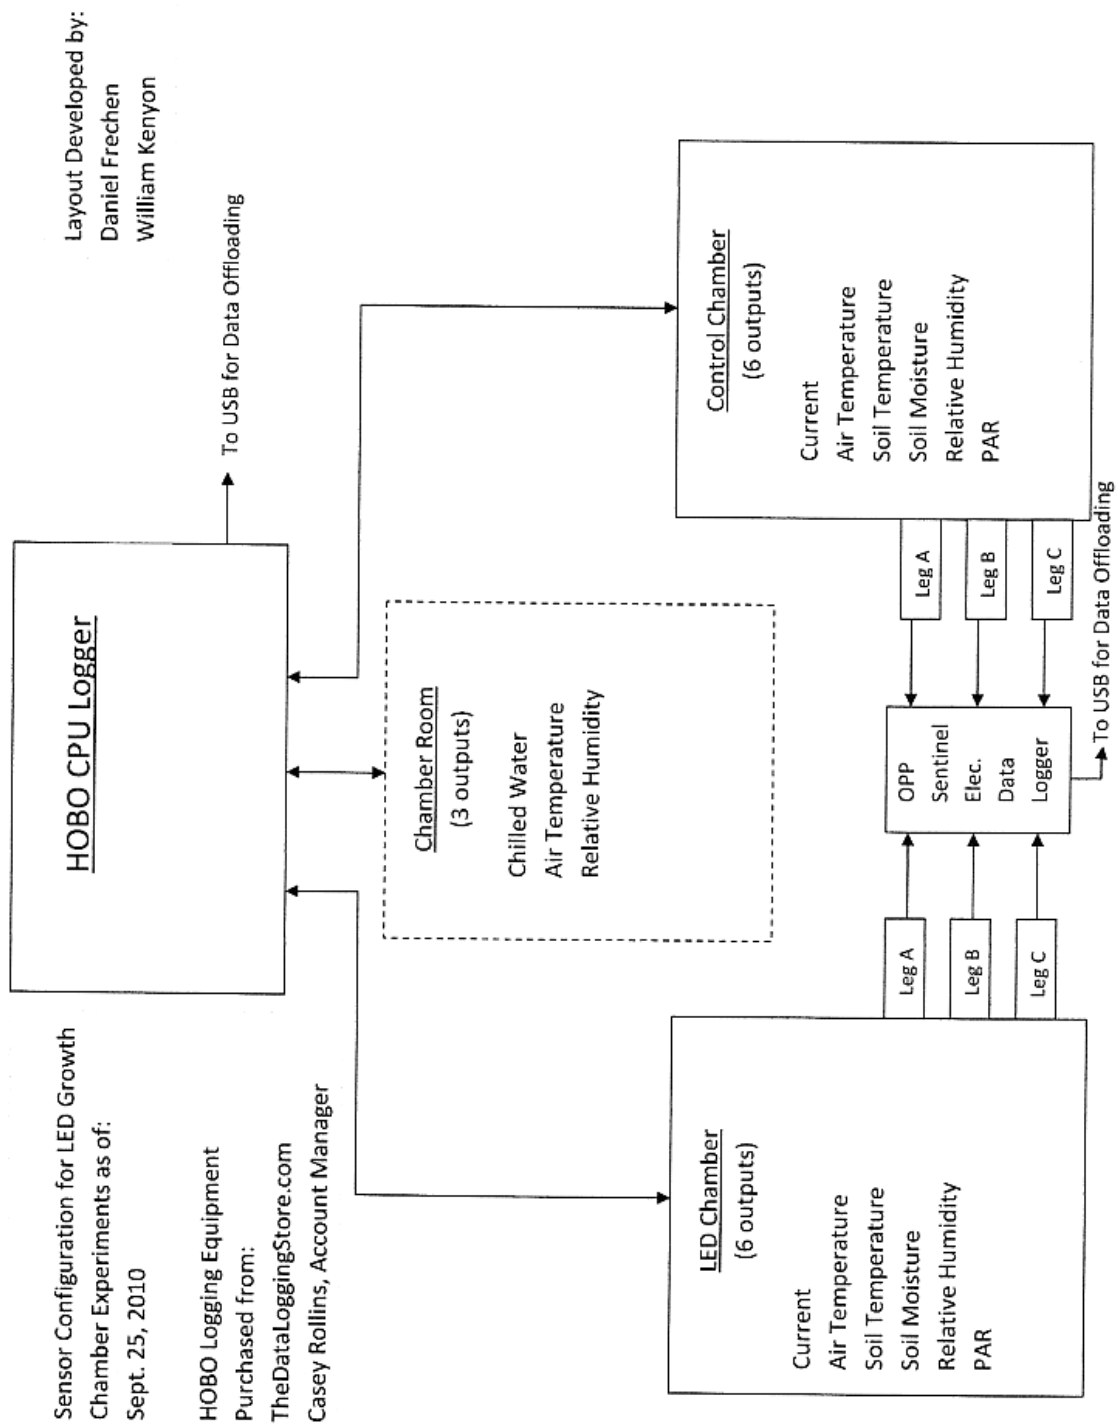 Sensor Configuration for LED Growth
Chamber Experiments as of:
Sept. 25, 2010
HOBO Logging Equipment
Purchased from:
TheDataLoggingStore.com
Casey Rollins, Account Manager
HOBO CPU Logger
Layout Developed by:
Daniel Frechen
William Kenyon
To USB for Data Offloading
Chamber Room
(3 outputs)
Chilled Water
Air Temperature
Relative Humidity
LED Chamber
(6 outputs)
Current
Air Temperature
Soil Temperature
Soil Moisture
Relative Humidity
PAR
Leg A
Leg B
Leg C
OPP
Sentinel
Elec.
Data
Logger
To USB for Data Offloading
Leg A
Leg B
Leg C
Control Chamber
(6 outputs)
Current
Air Temperature
Soil Temperature
Soil Moisture
Relative Humidity
PAR